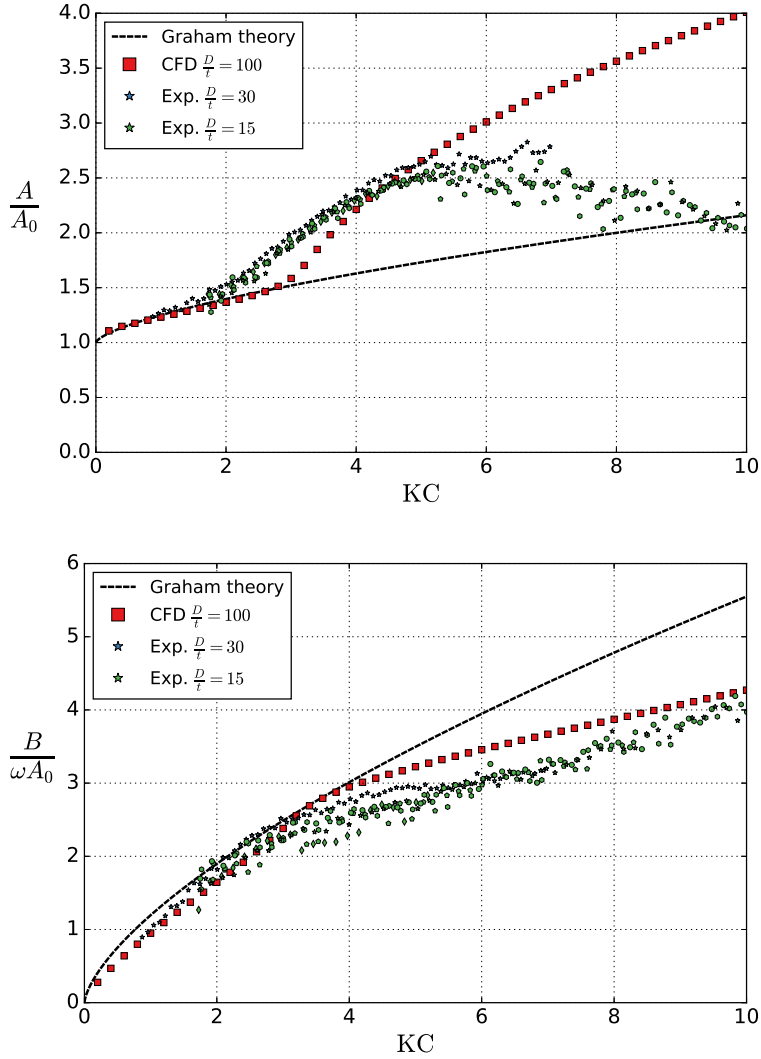 4.0
3.5
3.0
2.5
2.0
1.5
1.0
0.5
0.0
A/A₀
Graham theory
CFD D/t = 100
Exp. D/t = 30
Exp. D/t = 15
0 2 4 6 8 10
KC
6
5
4
3
2
1
0
B/ωA₀
Graham theory
CFD D/t = 100
Exp. D/t = 30
Exp. D/t = 15
0 2 4 6 8 10
KC